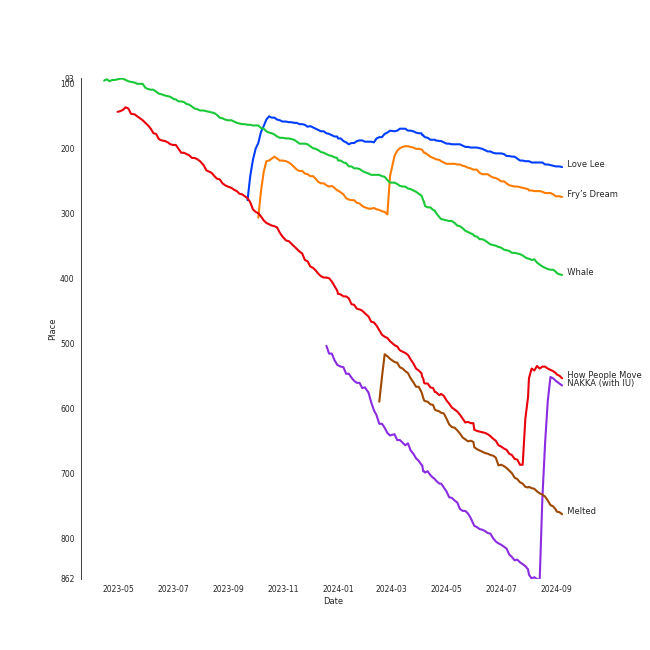 93
100
200
300
400
500
600
700
800
862
Place
2023-05
2023-07
2023-09
2023-11
2024-01
2024-03
2024-05
2024-07
2024-09
Date
Love Lee
Fry's Dream
Whale
How People Move
NAKKA (with IU)
Melted